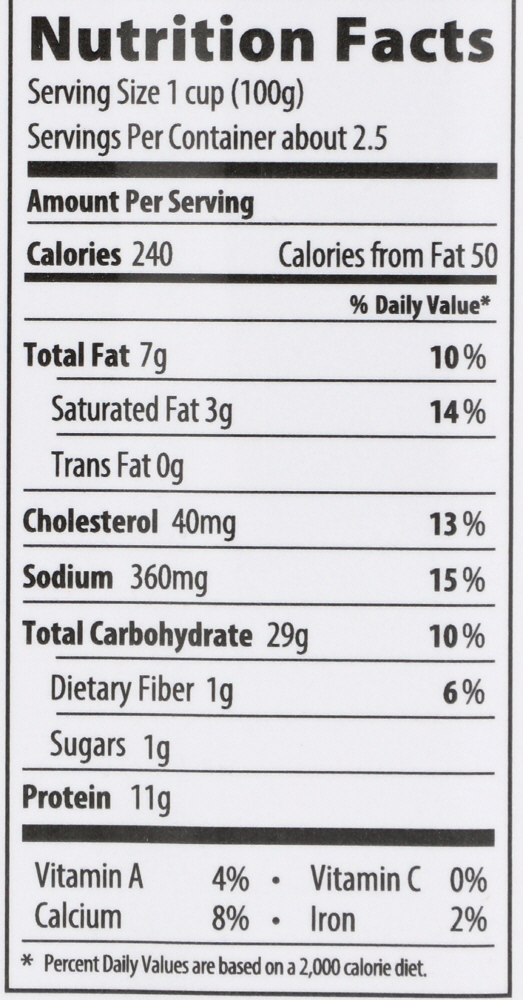 Nutrition Facts
Serving Size 1 cup (100g)
Servings Per Container about 2.5
Amount Per Serving
Calories 240 Calories from Fat 50
% Daily Value*
Total Fat 7g 10%
Saturated Fat 3g 14%
Trans Fat 0g
Cholesterol 40mg 13%
Sodium 360mg 15%
Total Carbohydrate 29g 10%
Dietary Fiber 1g 6%
Sugars 1g
Protein 11g
Vitamin A 4% • Vitamin C 0%
Calcium 8% • Iron 2%
* Percent Daily Values are based on a 2,000 calorie diet.